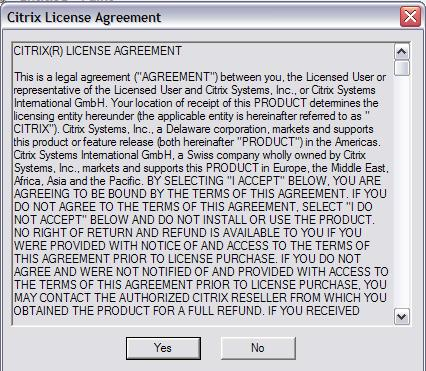 Citrix License Agreement
CITRIX(R) LICENSE AGREEMENT
This is a legal agreement ("AGREEMENT") between you, the Licensed User or
representative of the Licensed User and Citrix Systems, Inc., or Citrix Systems
International GmbH. Your location of receipt of this PRODUCT determines the
licensing entity hereunder (the applicable entity is hereinafter referred to as "
CITRIX"). Citrix Systems, Inc., a Delaware corporation, markets and supports
this product or feature release (both hereinafter "PRODUCT") in the Americas.
Citrix Systems International GmbH, a Swiss company wholly owned by Citrix
Systems, Inc., markets and supports this PRODUCT in Europe, the Middle East,
Africa, Asia and the Pacific. BY SELECTING "I ACCEPT" BELOW, YOU ARE
AGREEING TO BE BOUND BY THE TERMS OF THIS AGREEMENT. IF YOU
DO NOT AGREE TO THE TERMS OF THIS AGREEMENT, SELECT "I DO
NOT ACCEPT" BELOW AND DO NOT INSTALL OR USE THE PRODUCT.
NO RIGHT OF RETURN AND REFUND IS AVAILABLE TO YOU IF YOU
WERE PROVIDED WITH NOTICE OF AND ACCESS TO THE TERMS OF
THIS AGREEMENT PRIOR TO LICENSE PURCHASE. IF YOU DO NOT
AGREE AND WERE NOT NOTIFIED OF AND PROVIDED WITH ACCESS TO
THE TERMS OF THIS AGREEMENT PRIOR TO LICENSE PURCHASE, YOU
MAY CONTACT THE AUTHORIZED CITRIX RESELLER FROM WHICH YOU
OBTAINED THE PRODUCT FOR A FULL REFUND. IF YOU RECEIVED
Yes
No